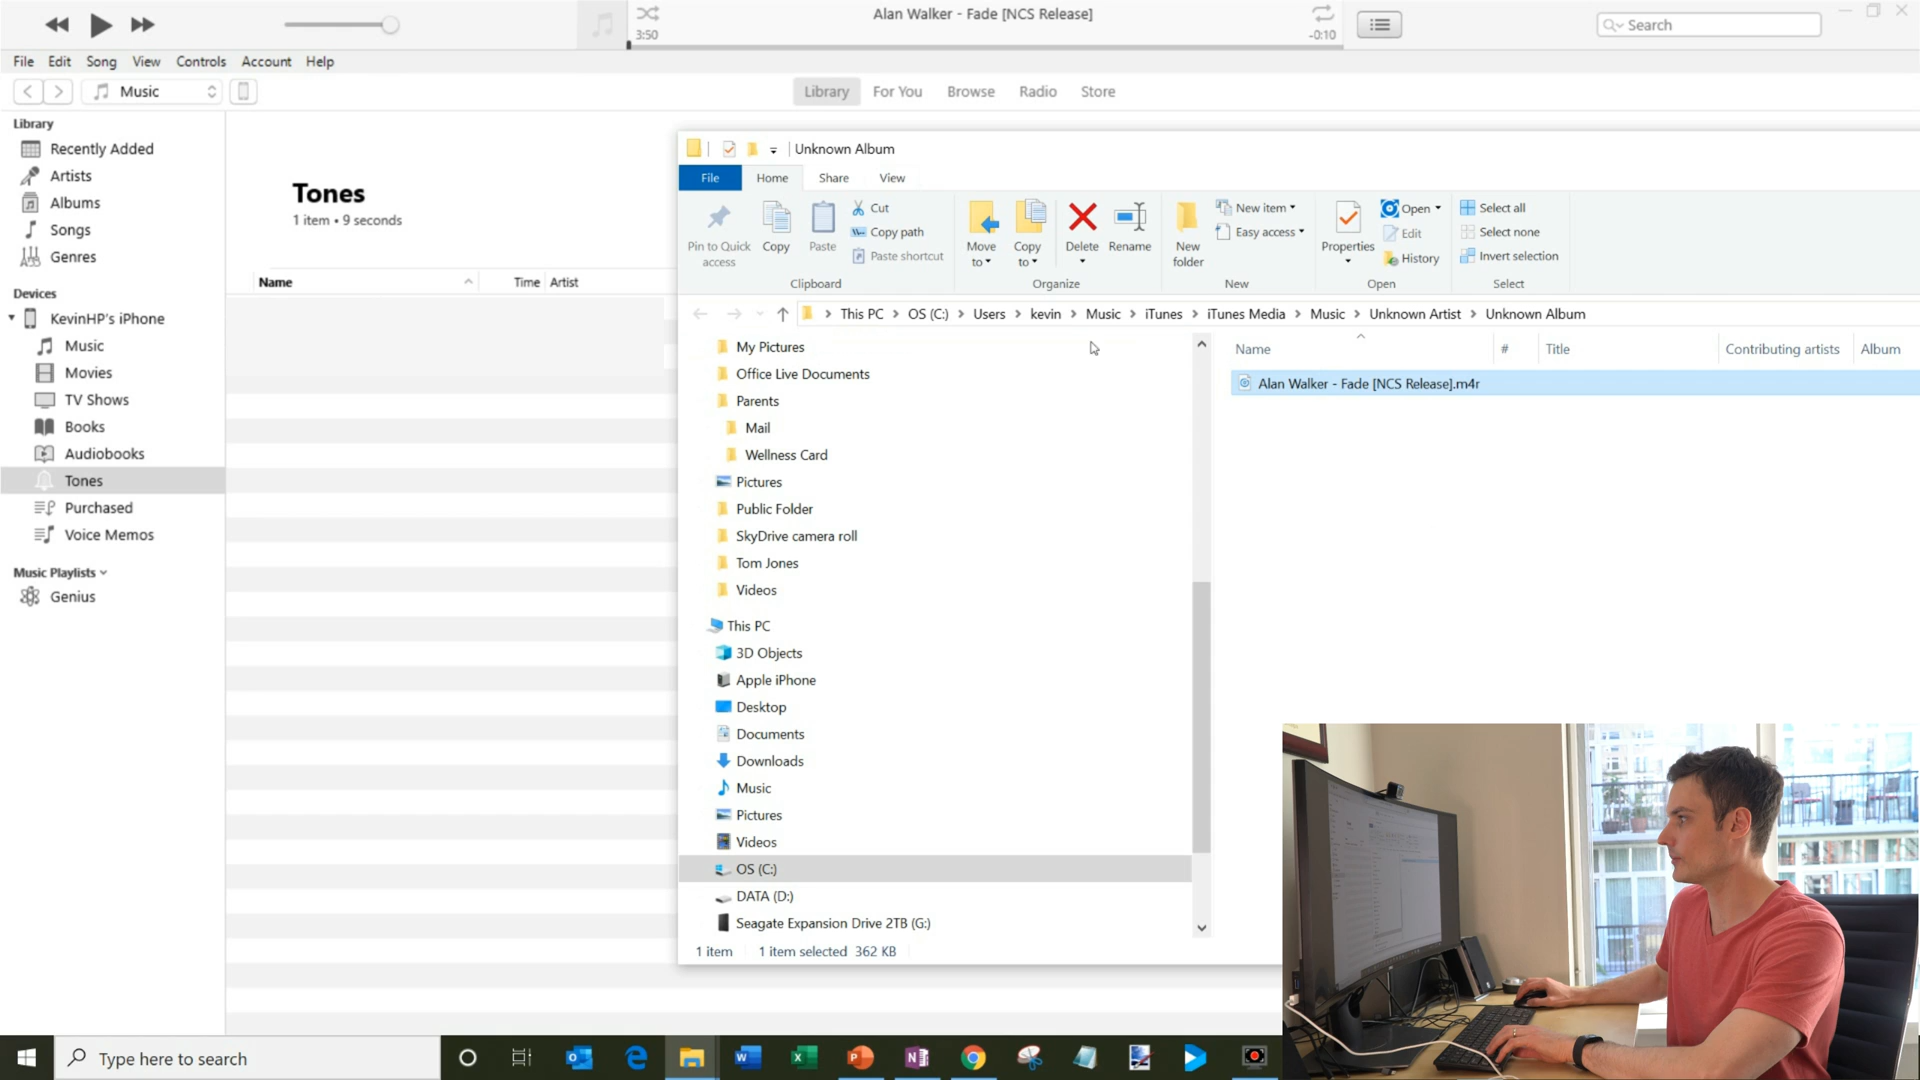 Alan Walker - Fade [NCS Release]
3:50
-0:10
Search
File Edit Song View Controls Account Help
Music
Library For You Browse Radio Store
Library
Recently Added
Artists
Albums
Songs
Genres
Devices
KevinHP's iPhone
Music
Movies
TV Shows
Books
Audiobooks
Tones
Purchased
Voice Memos
Music Playlists
Genius
Tones
1 item • 9 seconds
Name Time Artist
Unknown Album
File Home Share View
Pin to Quick access
Copy
Paste
Cut
Copy path
Paste shortcut
Clipboard
Move to
Copy to
Delete
Rename
Organize
New folder
New item
Easy access
New
Properties
Open
Edit
History
Open
Select all
Select none
Invert selection
Select
This PC > OS (C:) > Users > kevin > Music > iTunes > iTunes Media > Music > Unknown Artist > Unknown Album
My Pictures
Office Live Documents
Parents
Mail
Wellness Card
Pictures
Public Folder
SkyDrive camera roll
Tom Jones
Videos
This PC
3D Objects
Apple iPhone
Desktop
Documents
Downloads
Music
Pictures
Videos
OS (C:)
DATA (D:)
Seagate Expansion Drive 2TB (G:)
Name # Title Contributing artists Album
Alan Walker - Fade [NCS Release].m4r
1 item 1 item selected 362 KB
Type here to search